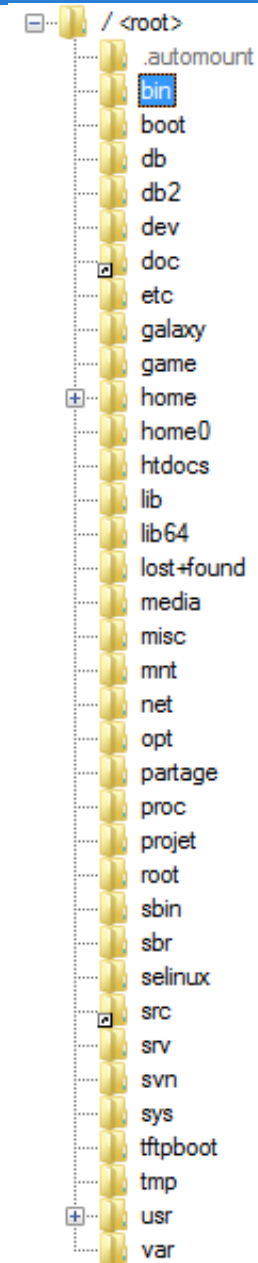 / <root>
.automount
bin
boot
db
db2
dev
doc
etc
galaxy
game
home
home0
htdocs
lib
lib64
lost+found
media
misc
mnt
net
opt
partage
proc
projet
root
sbin
sbr
selinux
src
srv
svn
sys
tftpboot
tmp
usr
var